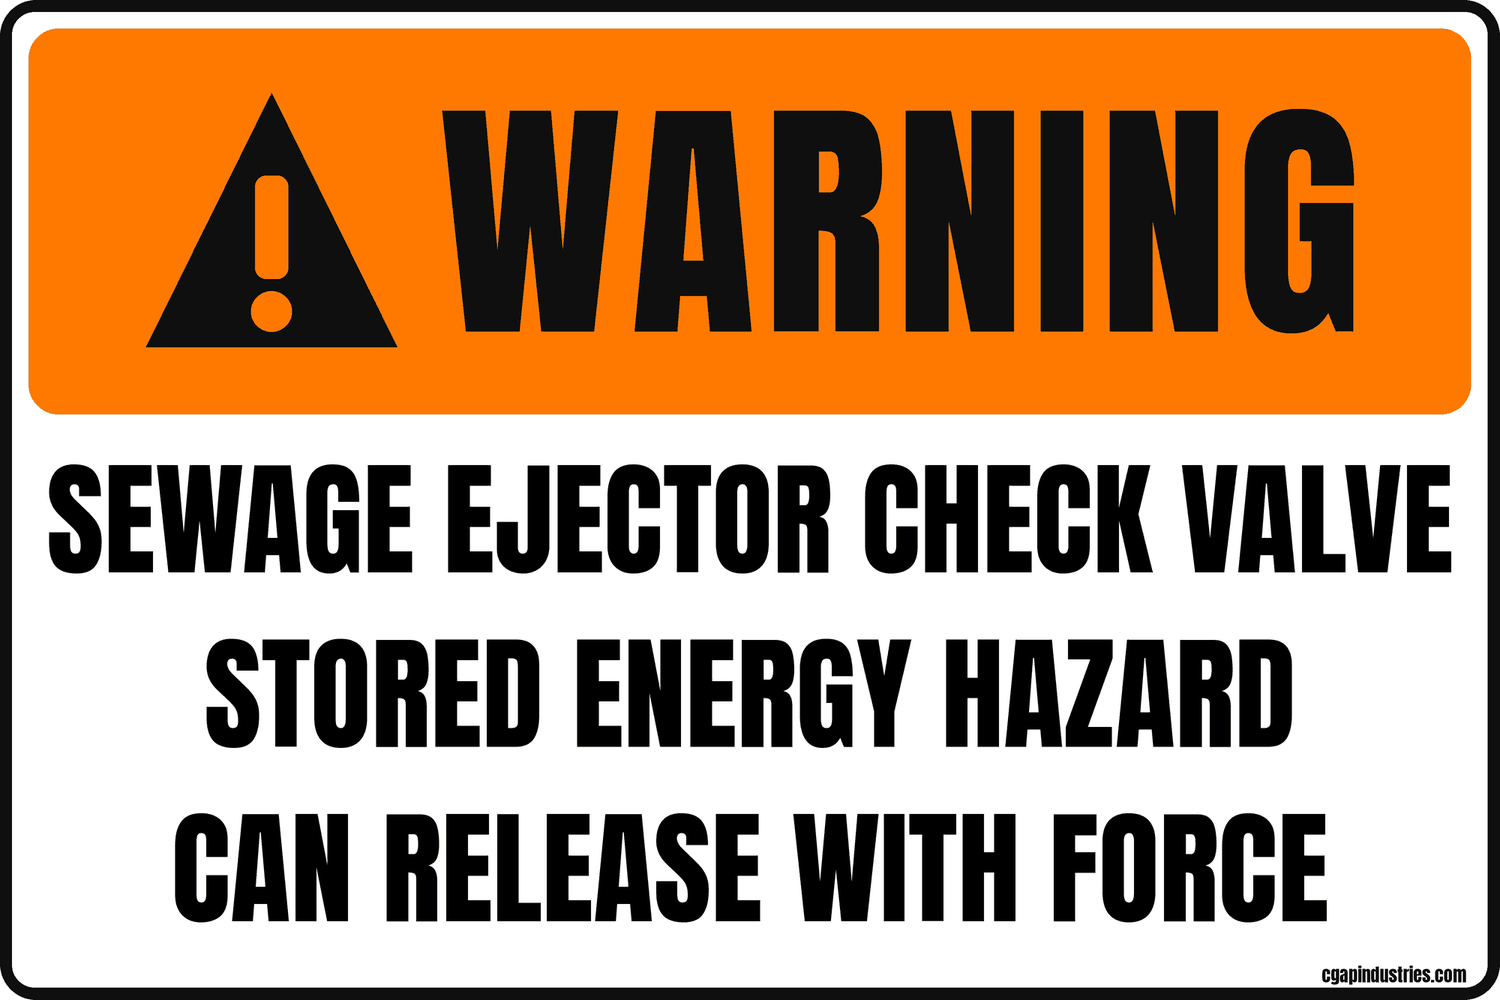 WARNING
SEWAGE EJECTOR CHECK VALVE
STORED ENERGY HAZARD
CAN RELEASE WITH FORCE
cgapindustries.com